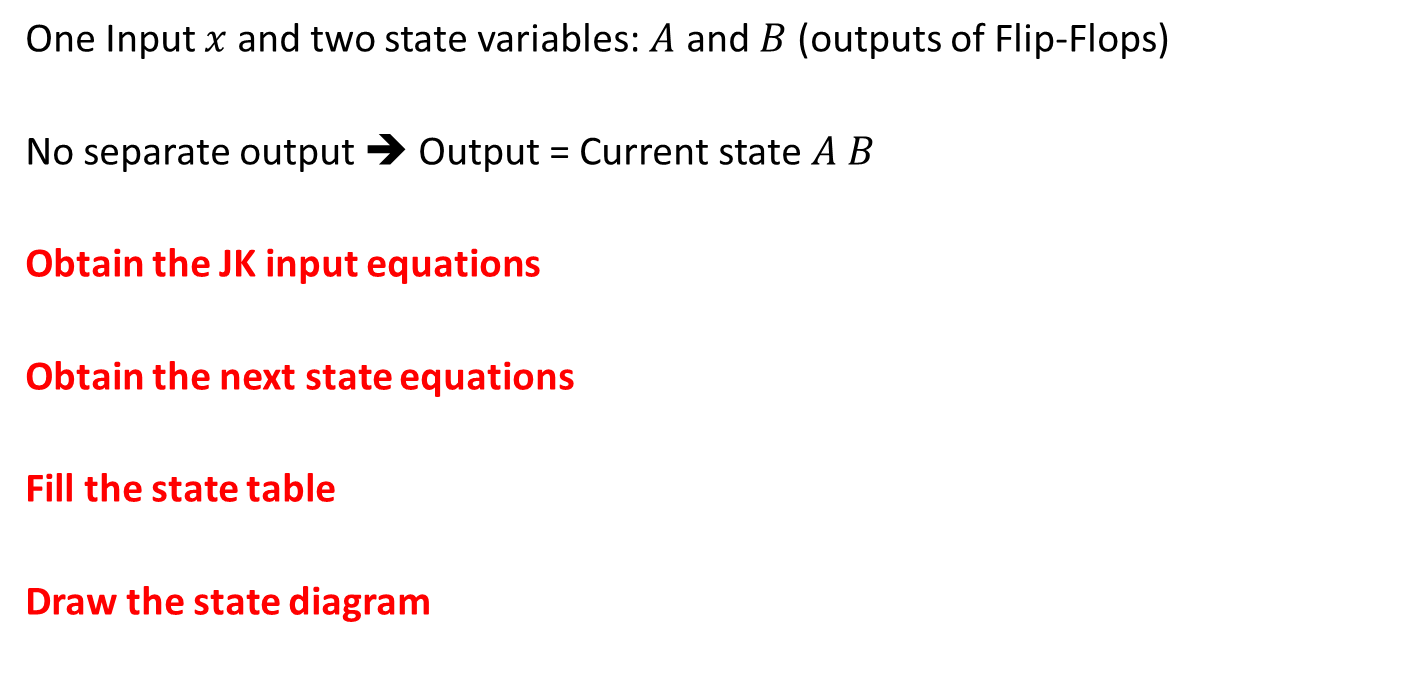 One Input x and two state variables: A and B (outputs of Flip-Flops)
No separate output ➔ Output = Current state A B
Obtain the JK input equations
Obtain the next state equations
Fill the state table
Draw the state diagram